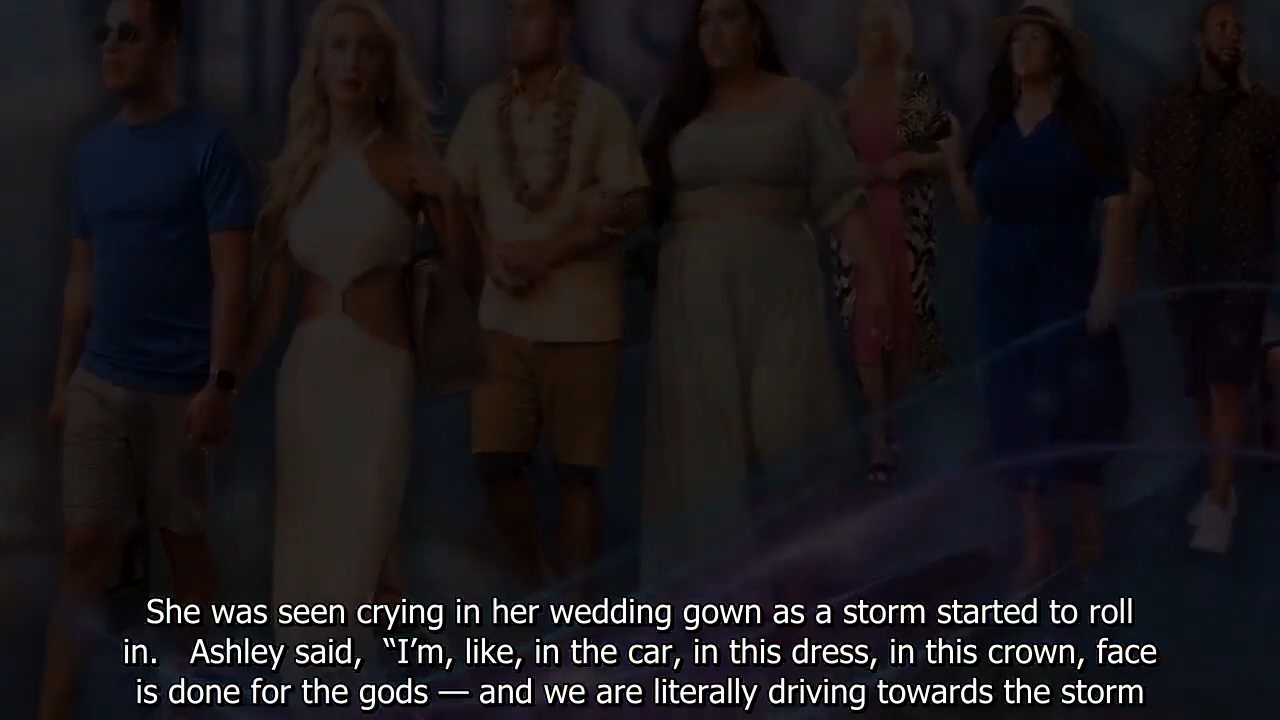 She was seen crying in her wedding gown as a storm started to roll
in.   Ashley said,  “I’m, like, in the car, in this dress, in this crown, face
is done for the gods — and we are literally driving towards the storm